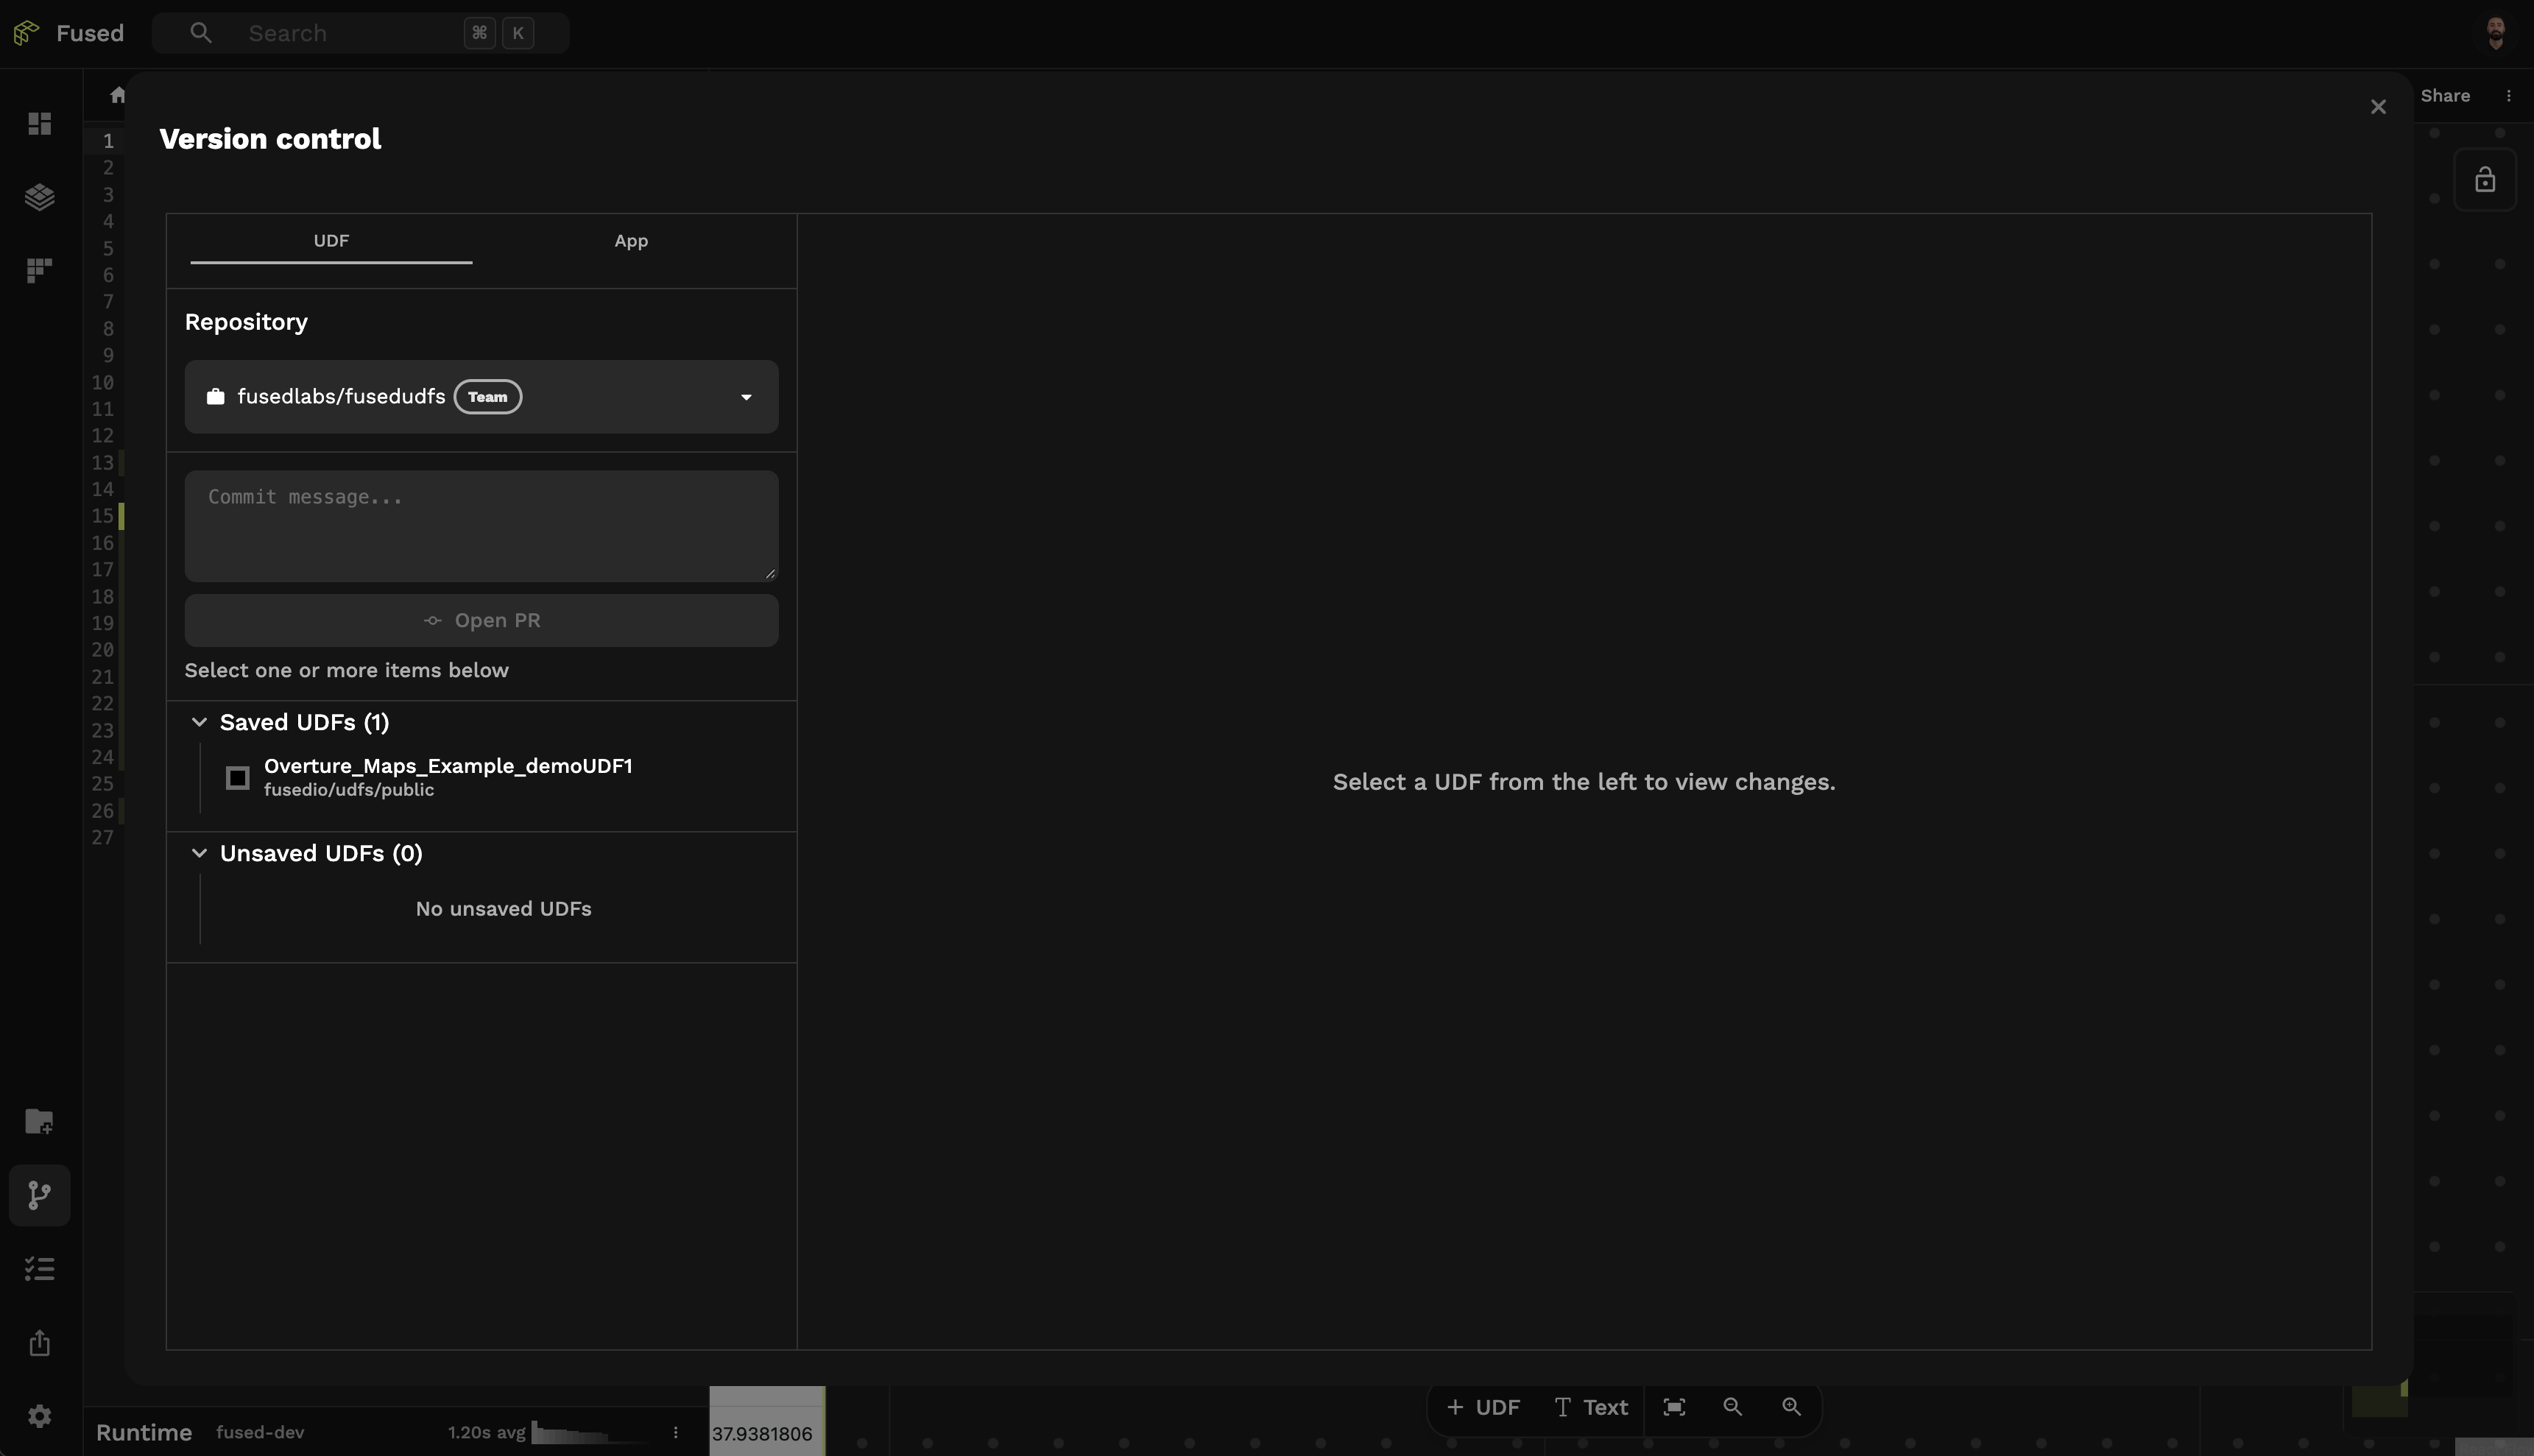 Fused
Search
⌘ K
Share
Version control
UDF
App
Repository
fusedlabs/fusedudfs Team
Commit message...
Open PR
Select one or more items below
Saved UDFs (1)
Overture_Maps_Example_demoUDF1
fusedio/udfs/public
Unsaved UDFs (0)
No unsaved UDFs
Select a UDF from the left to view changes.
1
2
3
4
5
6
7
8
9
10
11
12
13
14
15
16
17
18
19
20
21
22
23
24
25
26
27
UDF
Text
Runtime
fused-dev
1.20s avg
37.9381806